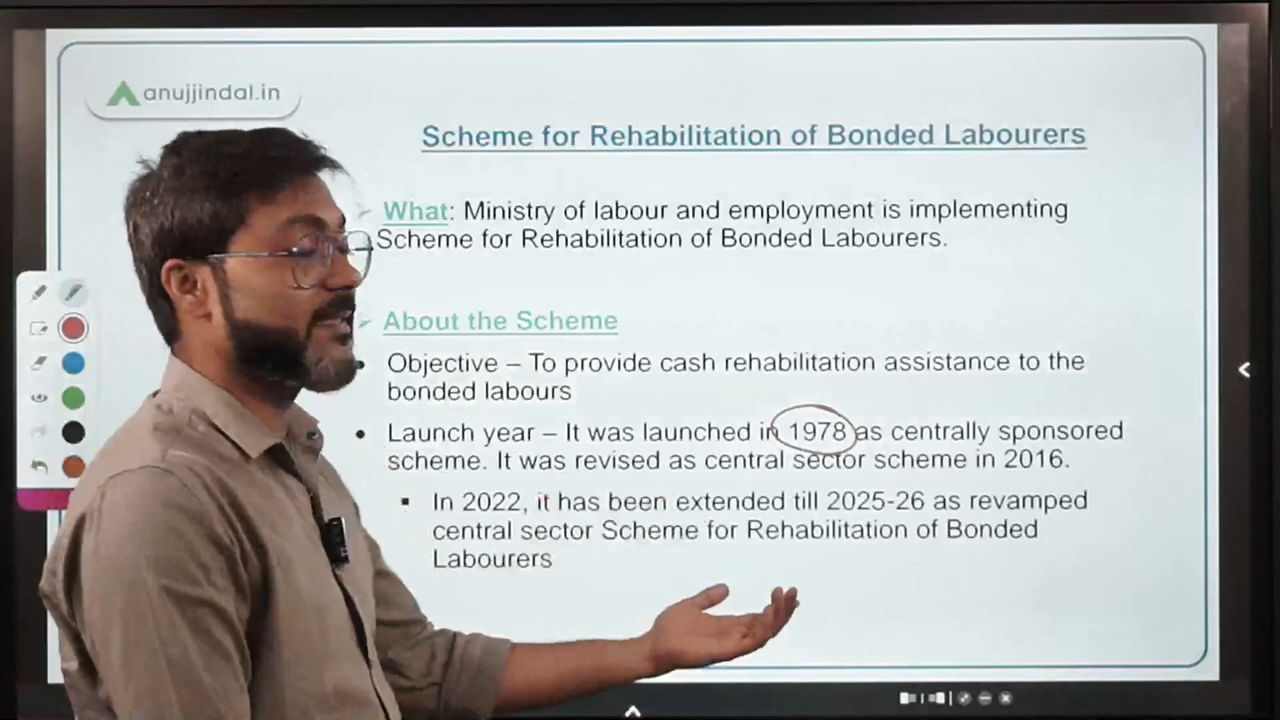 anujjindal.in
Scheme for Rehabilitation of Bonded Labourers
What: Ministry of labour and employment is implementing
Scheme for Rehabilitation of Bonded Labourers.
About the Scheme
Objective – To provide cash rehabilitation assistance to the
bonded labours
Launch year – It was launched in 1978 as centrally sponsored
scheme. It was revised as central sector scheme in 2016.
In 2022, it has been extended till 2025-26 as revamped
central sector Scheme for Rehabilitation of Bonded
Labourers